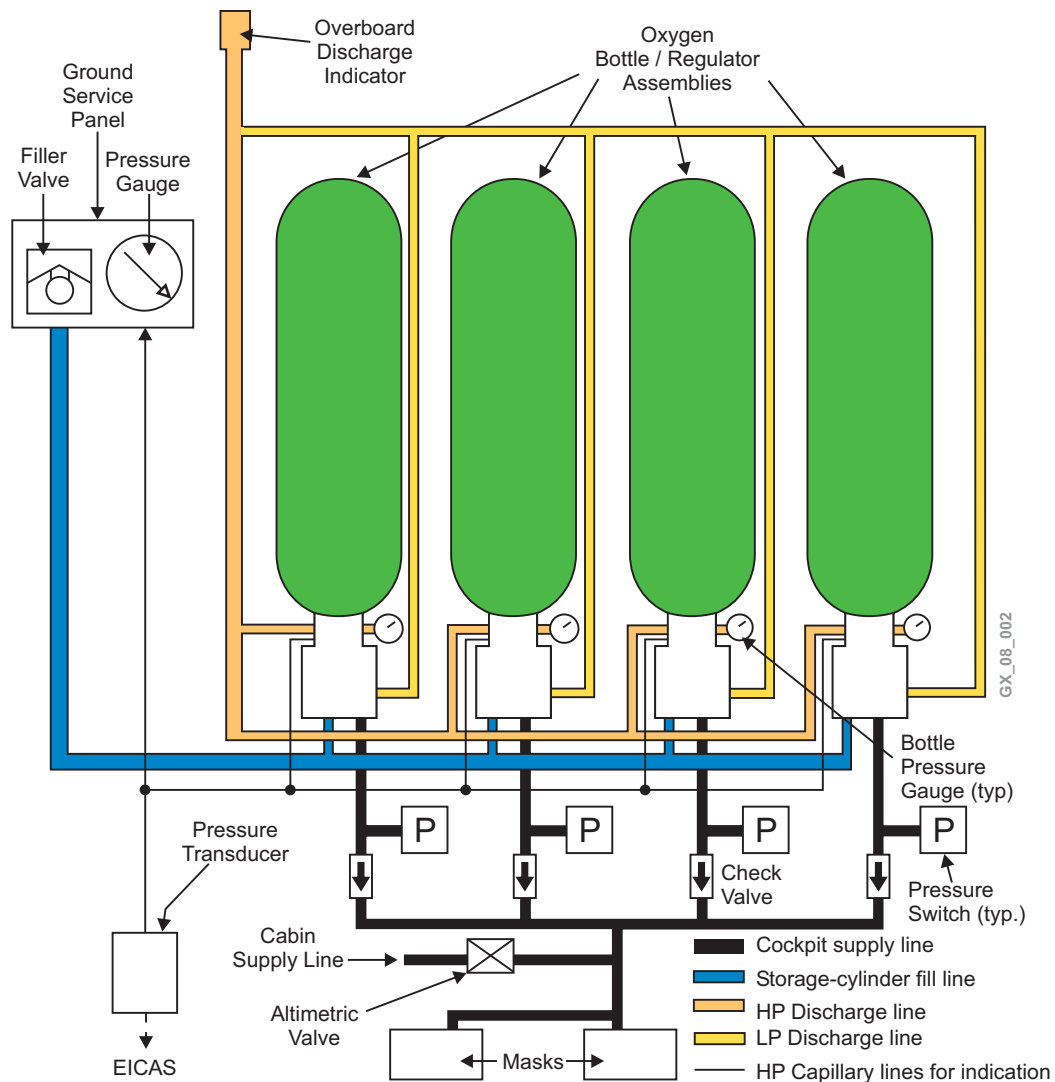 Overboard
Discharge
Indicator
Oxygen
Bottle / Regulator
Assemblies
Ground
Service
Panel
Filler
Valve
Pressure
Gauge
GX_08_002
Bottle
Pressure
Gauge (typ)
P
P
P
P
Pressure
Transducer
Check
Valve
Pressure
Switch (typ.)
Cabin
Supply Line
Altimetric
Valve
Masks
EICAS
Cockpit supply line
Storage-cylinder fill line
HP Discharge line
LP Discharge line
HP Capillary lines for indication